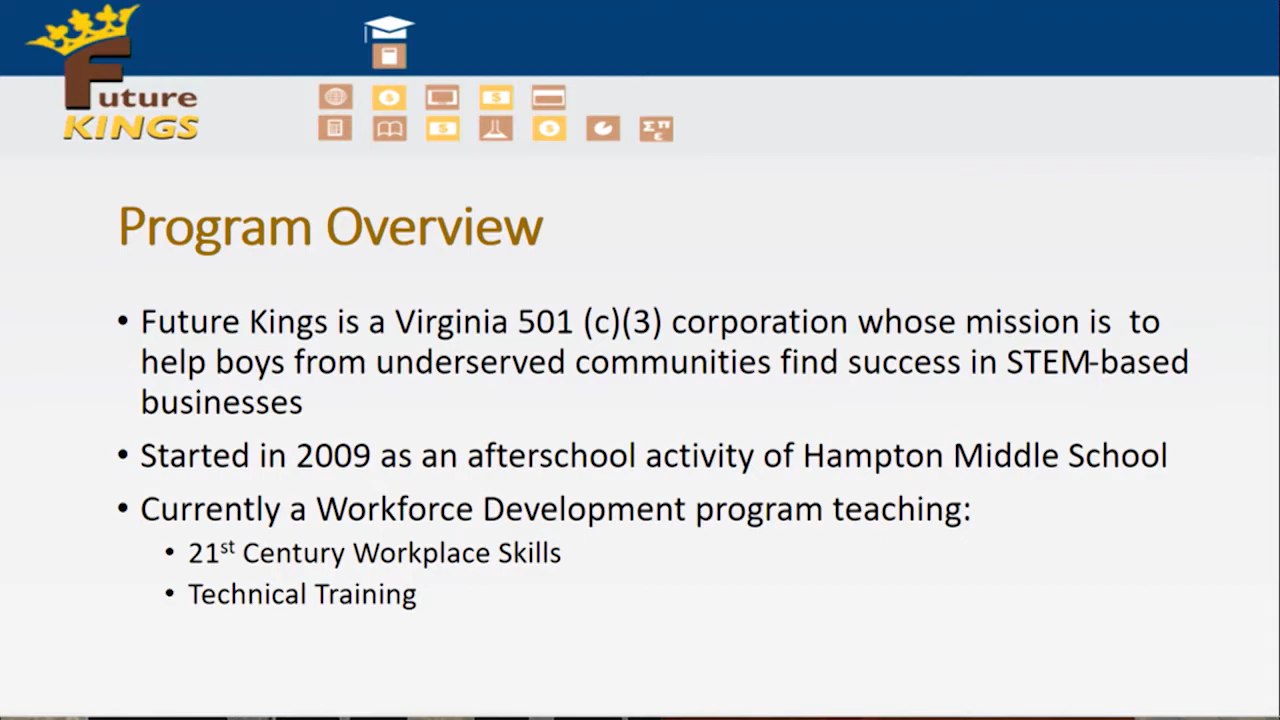 Future
KINGS
Program Overview
• Future Kings is a Virginia 501 (c)(3) corporation whose mission is to
help boys from underserved communities find success in STEM-based
businesses
• Started in 2009 as an afterschool activity of Hampton Middle School
• Currently a Workforce Development program teaching:
• 21st Century Workplace Skills
• Technical Training